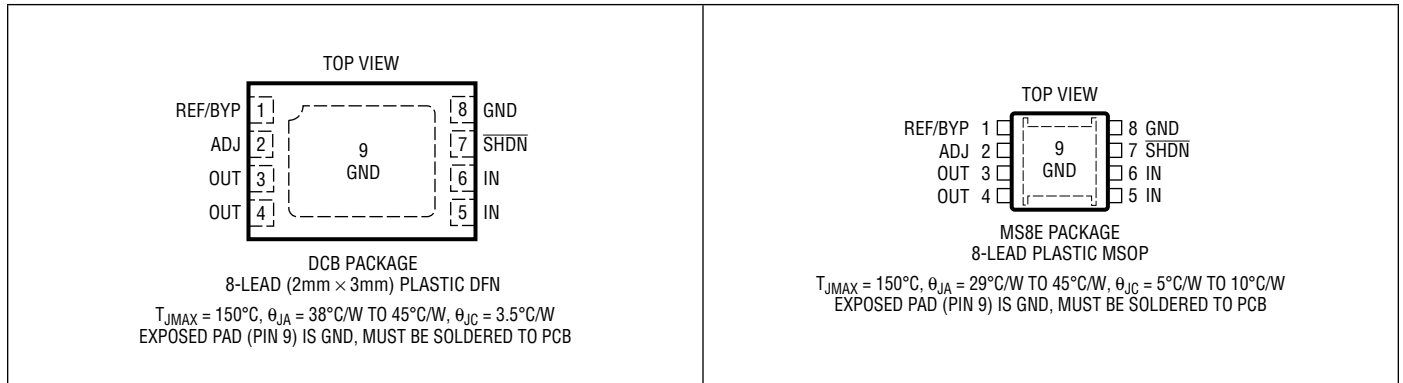 TOP VIEW
REF/BYP 1
ADJ 2
OUT 3
OUT 4
9
GND
8 GND
7 SHDN
6 IN
5 IN
DCB PACKAGE
8-LEAD (2mm × 3mm) PLASTIC DFN
TJMAX = 150°C, θJA = 38°C/W TO 45°C/W, θJC = 3.5°C/W
EXPOSED PAD (PIN 9) IS GND, MUST BE SOLDERED TO PCB
TOP VIEW
REF/BYP 1
ADJ 2
OUT 3
OUT 4
9
GND
8 GND
7 SHDN
6 IN
5 IN
MS8E PACKAGE
8-LEAD PLASTIC MSOP
TJMAX = 150°C, θJA = 29°C/W TO 45°C/W, θJC = 5°C/W TO 10°C/W
EXPOSED PAD (PIN 9) IS GND, MUST BE SOLDERED TO PCB